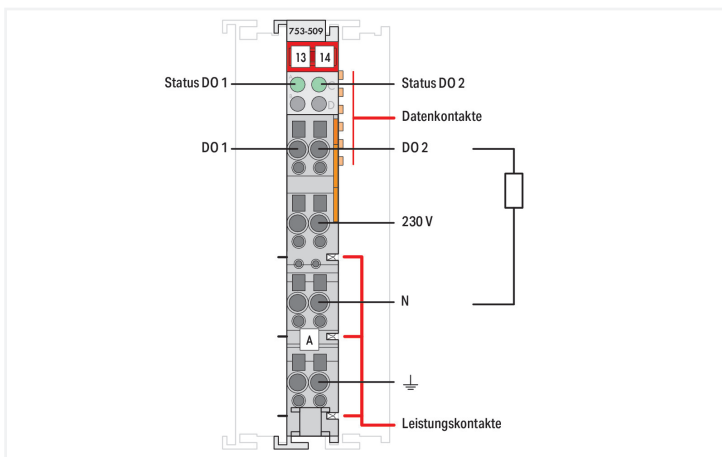 753-509
13 14
Status DO 1
Status DO 2
C
D
Datenkontakte
DO 1
DO 2
230 V
N
A
Leistungskontakte